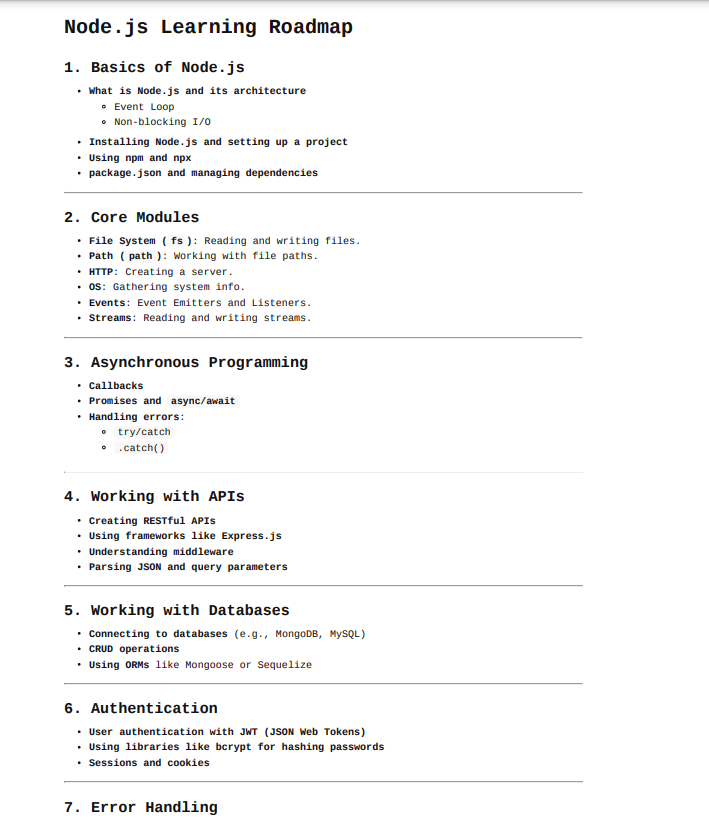 Node.js Learning Roadmap
1. Basics of Node.js
• What is Node.js and its architecture
◦ Event Loop
◦ Non-blocking I/O
• Installing Node.js and setting up a project
• Using npm and npx
• package.json and managing dependencies
2. Core Modules
• File System ( fs ): Reading and writing files.
• Path ( path ): Working with file paths.
• HTTP: Creating a server.
• OS: Gathering system info.
• Events: Event Emitters and Listeners.
• Streams: Reading and writing streams.
3. Asynchronous Programming
• Callbacks
• Promises and async/await
• Handling errors:
◦ try/catch
◦ .catch()
4. Working with APIs
• Creating RESTful APIs
• Using frameworks like Express.js
• Understanding middleware
• Parsing JSON and query parameters
5. Working with Databases
• Connecting to databases (e.g., MongoDB, MySQL)
• CRUD operations
• Using ORMs like Mongoose or Sequelize
6. Authentication
• User authentication with JWT (JSON Web Tokens)
• Using libraries like bcrypt for hashing passwords
• Sessions and cookies
7. Error Handling